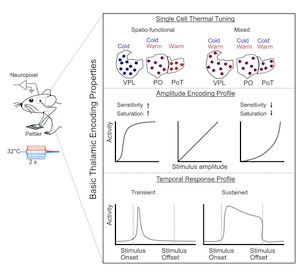 Neuropixel
Peltier
32°C
2 s
Basic Thalamic Encoding Properties
Single Cell Thermal Tuning
Spatio-functional
Mixed
Cold
Cold
Warm
Warm
VPL
PO
PoT
Cold
Warm
Cold
Warm
Cold
Warm
VPL
PO
PoT
Amplitude Encoding Profile
Sensitivity ↑
Saturation ↑
Sensitivity ↓
Saturation ↓
Activity
Stimulus amplitude
Temporal Response Profile
Transient
Sustained
Activity
Stimulus
Onset
Stimulus
Offset
Stimulus
Onset
Stimulus
Offset